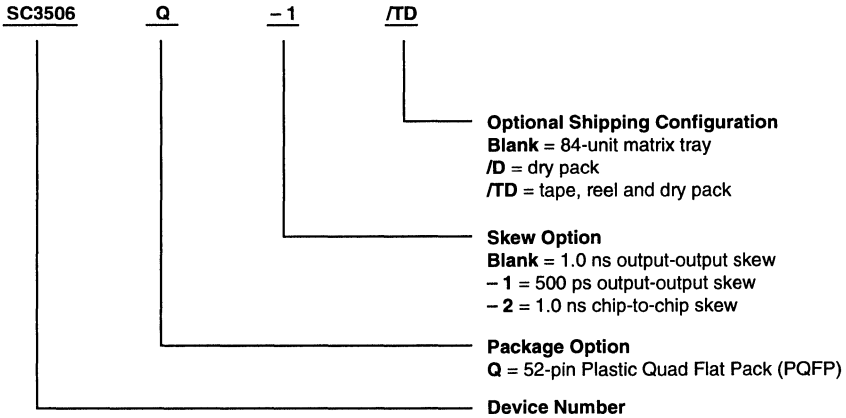 SC3506 Q – 1 /TD
Optional Shipping Configuration
Blank = 84-unit matrix tray
/D = dry pack
/TD = tape, reel and dry pack
Skew Option
Blank = 1.0 ns output-output skew
– 1 = 500 ps output-output skew
– 2 = 1.0 ns chip-to-chip skew
Package Option
Q = 52-pin Plastic Quad Flat Pack (PQFP)
Device Number